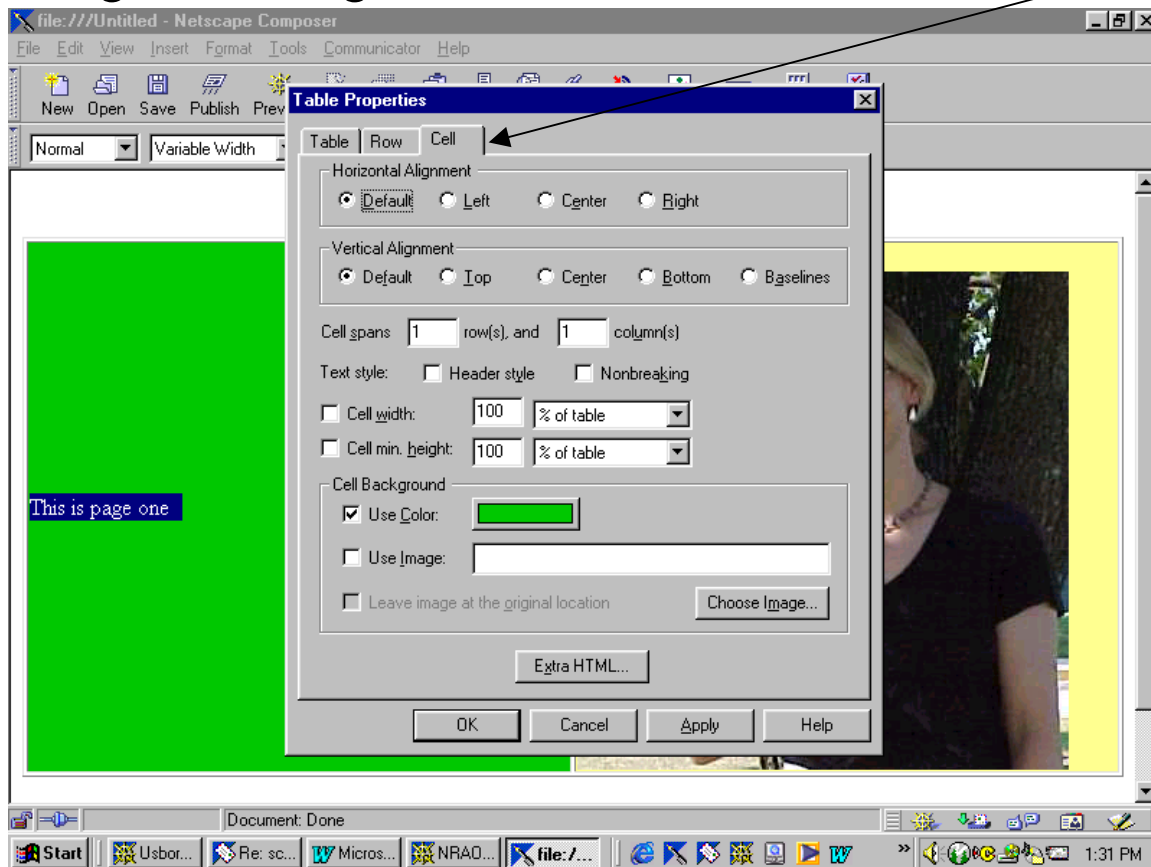 file:///Untitled - Netscape Composer
File Edit View Insert Format Tools Communicator Help
New Open Save Publish Prev
Normal Variable Width
Table Properties
Table Row Cell
Horizontal Alignment
Default Left Center Right
Vertical Alignment
Default Top Center Bottom Baselines
Cell spans 1 row(s), and 1 column(s)
Text style: Header style Nonbreaking
Cell width: 100 % of table
Cell min. height: 100 % of table
Cell Background
This is page one
Use Color:
Use Image:
Leave image at the original location Choose Image...
Extra HTML...
OK Cancel Apply Help
Document: Done
Start Usbor... Re: sc... Micros... NRAO... file:/... 1:31 PM